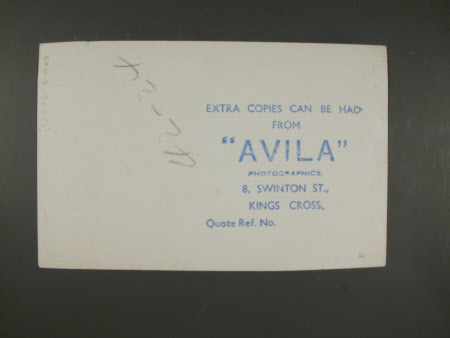 EXTRA COPIES CAN BE HAD
FROM
"AVILA"
PHOTOGRAPHICS.
8, SWINTON ST.,
KINGS CROSS.,
Quote Ref. No.